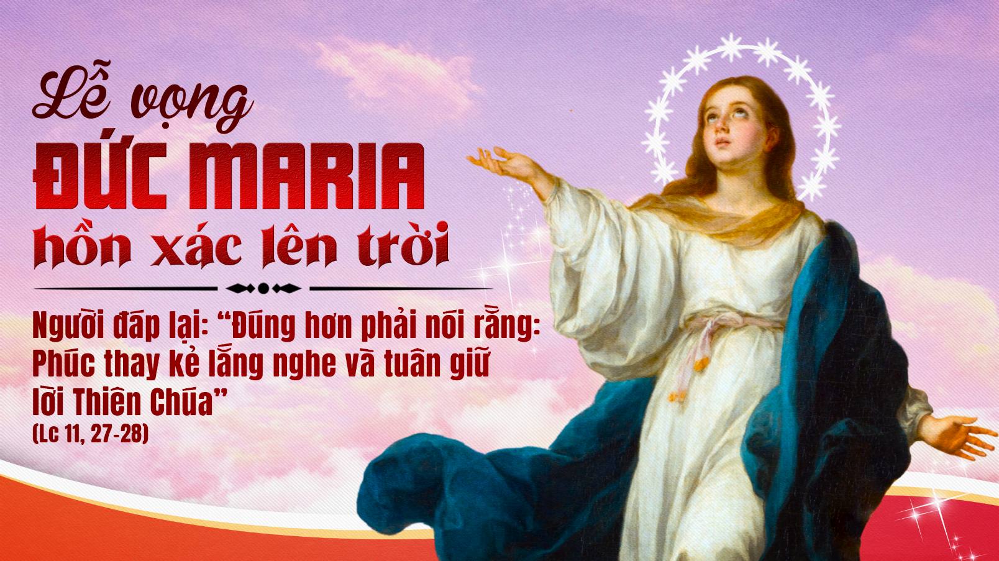 Lễ vọng
ĐỨC MARIA
hồn xác lên trời
Người đáp lại: “Đúng hơn phải nói rằng:
Phúc thay kẻ lắng nghe và tuân giữ
lời Thiên Chúa”
(Lc 11, 27-28)